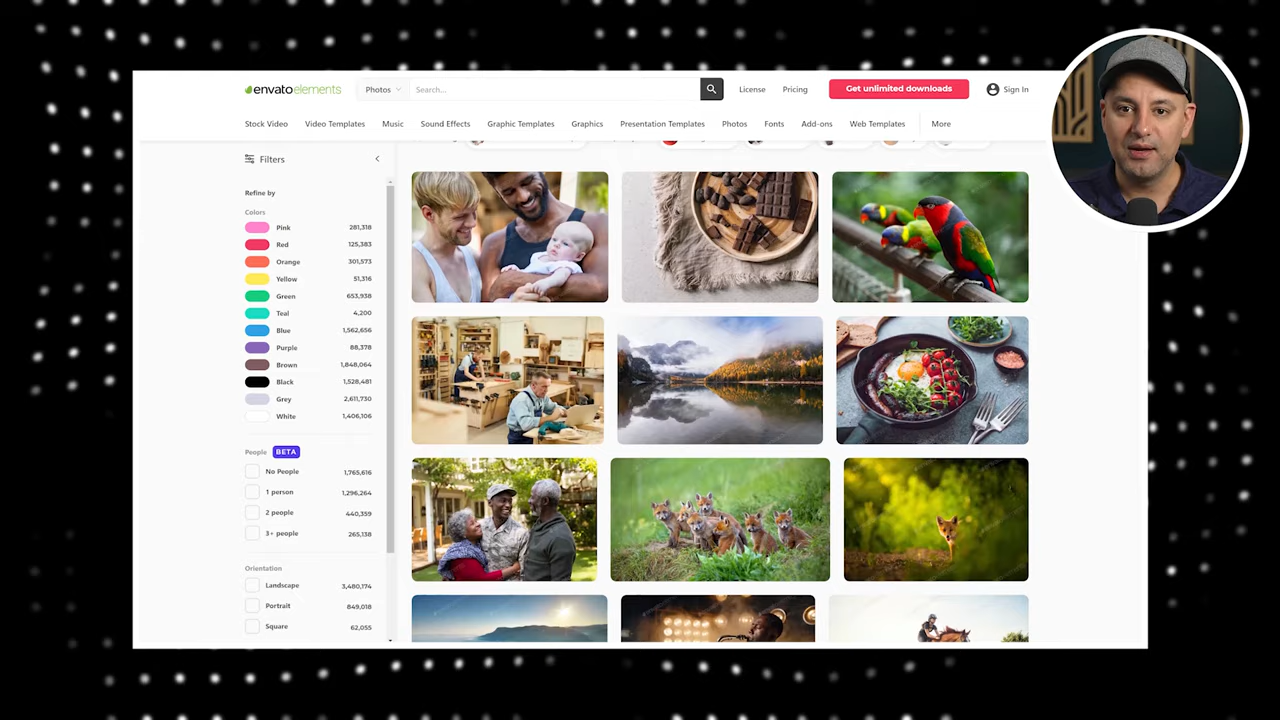 envatoelements
Photos
Search...
License
Pricing
Get unlimited downloads
Sign In
Stock Video
Video Templates
Music
Sound Effects
Graphic Templates
Graphics
Presentation Templates
Photos
Fonts
Add-ons
Web Templates
More
Filters
Refine by
Colors
Pink 281,318
Red 125,383
Orange 301,573
Yellow 51,316
Green 653,938
Teal 4,200
Blue 1,562,656
Purple 88,378
Brown 1,848,064
Black 1,528,481
Grey 2,611,730
White 1,406,106
People BETA
No People 1,765,616
1 person 1,296,264
2 people 440,359
3+ people 265,138
Orientation
Landscape 3,480,174
Portrait 849,018
Square 62,055